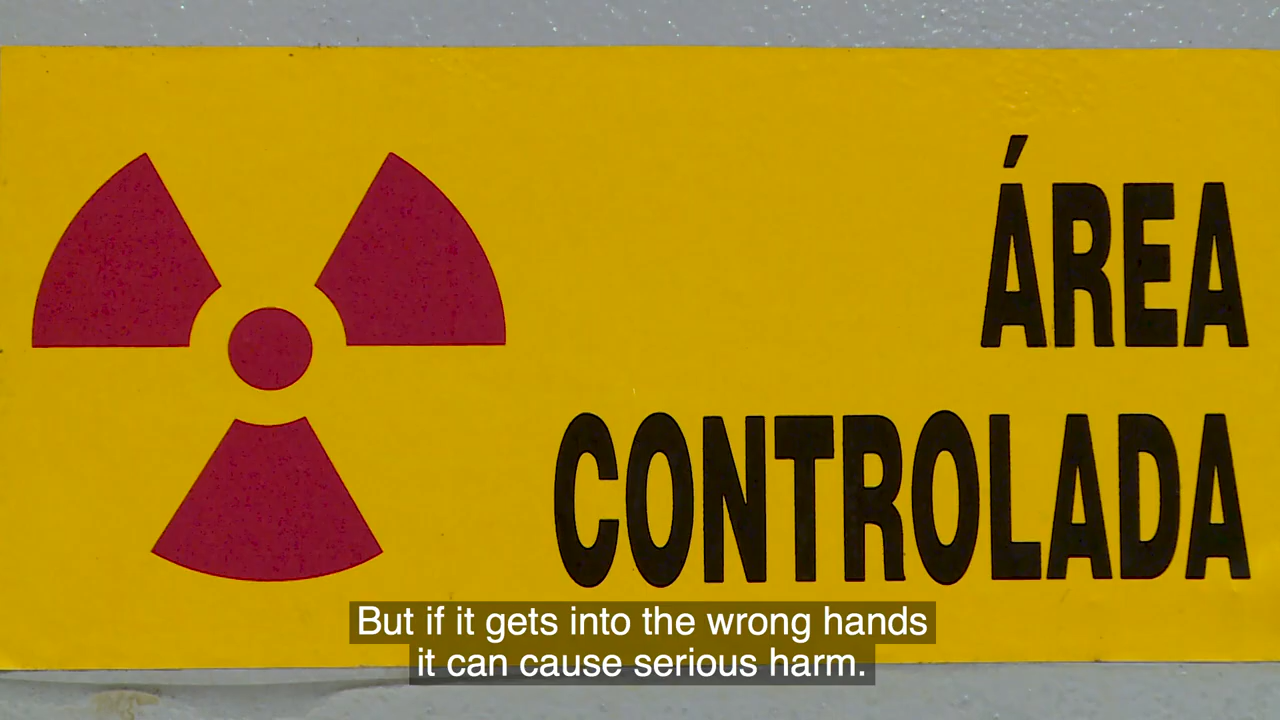 ÁREA
CONTROLADA
But if it gets into the wrong hands
it can cause serious harm.